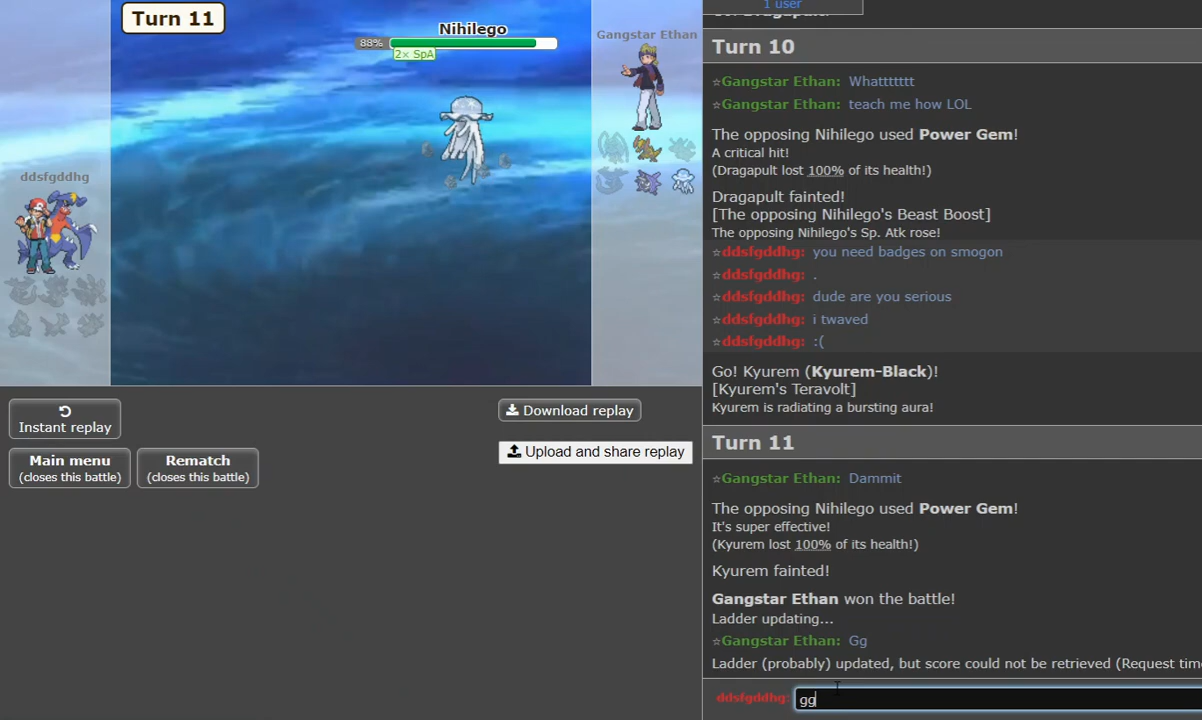 Turn 11
Nihilego
88%
2× SpA
Gangstar Ethan
ddsfgddhg
Instant replay
Main menu
(closes this battle)
Rematch
(closes this battle)
Download replay
Upload and share replay
1 user
Turn 10
☆Gangstar Ethan: Whattttttt
☆Gangstar Ethan: teach me how LOL
The opposing Nihilego used Power Gem!
A critical hit!
(Dragapult lost 100% of its health!)
Dragapult fainted!
[The opposing Nihilego's Beast Boost]
The opposing Nihilego's Sp. Atk rose!
☆ddsfgddhg: you need badges on smogon
☆ddsfgddhg: .
☆ddsfgddhg: dude are you serious
☆ddsfgddhg: i twaved
☆ddsfgddhg: :(
Go! Kyurem (Kyurem-Black)!
[Kyurem's Teravolt]
Kyurem is radiating a bursting aura!
Turn 11
☆Gangstar Ethan: Dammit
The opposing Nihilego used Power Gem!
It's super effective!
(Kyurem lost 100% of its health!)
Kyurem fainted!
Gangstar Ethan won the battle!
Ladder updating...
☆Gangstar Ethan: Gg
Ladder (probably) updated, but score could not be retrieved (Request tim
ddsfgddhg: gg